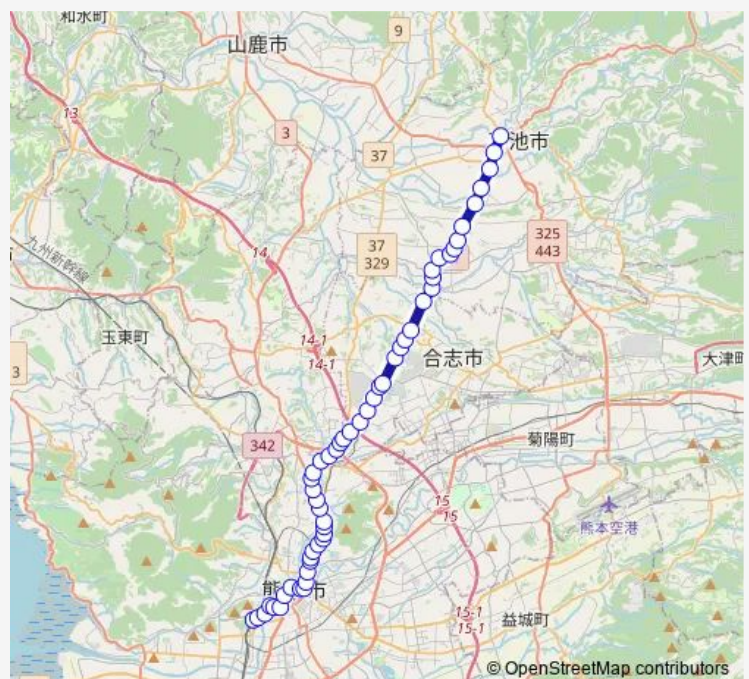 和水町
9
山鹿市
13
3
37
池市
325
443
37
329
九州新幹線
14
14-1
14-1
玉東町
合志市
大津町
3
342
菊陽町
15
15
熊本空港
熊
市
15-1
15-1
益城町
© OpenStreetMap contributors